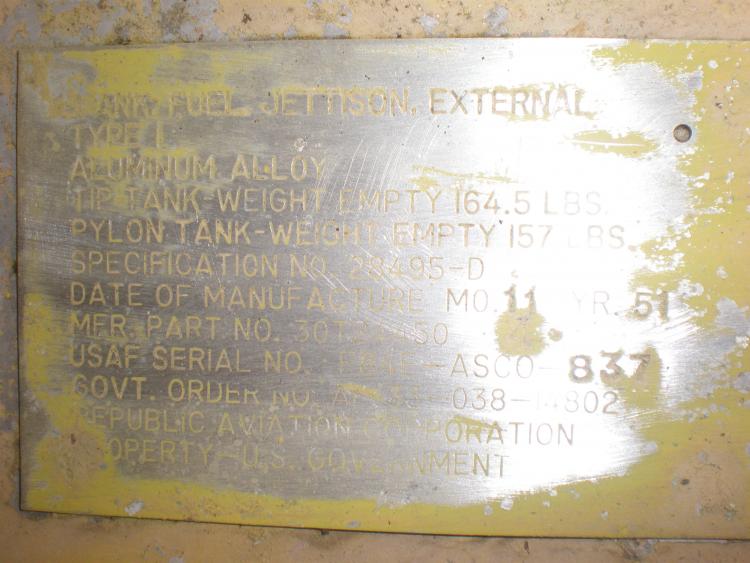 TANK, FUEL, JETTISON, EXTERNAL
TYPE I
ALUMINUM ALLOY
TIP TANK-WEIGHT EMPTY 164.5 LBS.
PYLON TANK-WEIGHT EMPTY 157 LBS.
SPECIFICATION NO. 28495-D
DATE OF MANUFACTURE MO. 11 YR. 51
MFR. PART NO.
USAF SERIAL NO. -ASCO-837
GOVT. ORDER NO. -038-14802
REPUBLIC AVIATION CORPORATION
PROPERTY-U.S. GOVERNMENT